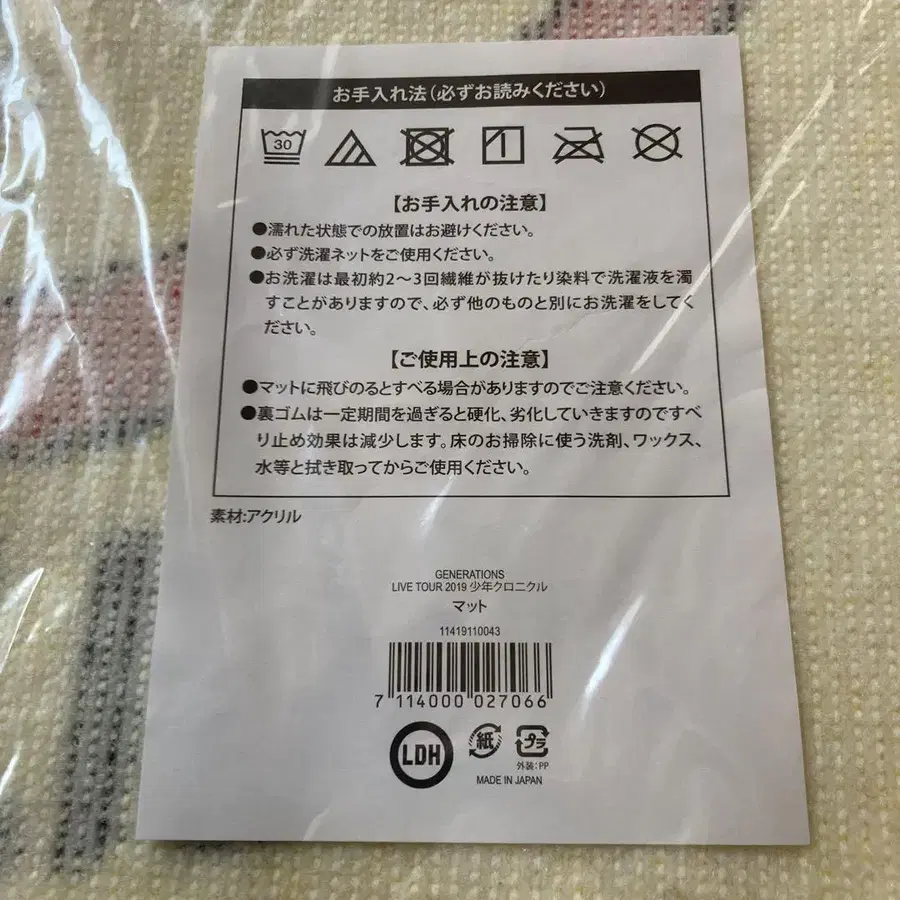 お手入れ法(必ずお読みください)
30
【お手入れの注意】
●濡れた状態での放置はお避けください。
●必ず洗濯ネットをご使用ください。
●お洗濯は最初約2〜3回繊維が抜けたり染料で洗濯液を濁
すことがありますので、必ず他のものと別にお洗濯をしてく
ださい。
【ご使用上の注意】
●マットに飛びのるとすべる場合がありますのでご注意ください。
●裏ゴムは一定期間を過ぎると硬化、劣化していきますのですべ
り止め効果は減少します。床のお掃除に使う洗剤、ワックス、
水等と拭き取ってからご使用ください。
素材:アクリル
GENERATIONS
LIVE TOUR 2019 少年クロニクル
マット
11419110043
7 114000 027066
LDH 紙 プラ
外装:PP
MADE IN JAPAN